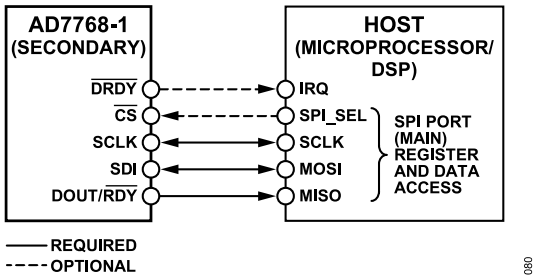 AD7768-1
(SECONDARY)
HOST
(MICROPROCESSOR/
DSP)
DRDY
IRQ
CS
SPI_SEL
SCLK
SCLK
SDI
MOSI
DOUT/RDY
MISO
SPI PORT
(MAIN)
REGISTER
AND DATA
ACCESS
REQUIRED
OPTIONAL
080